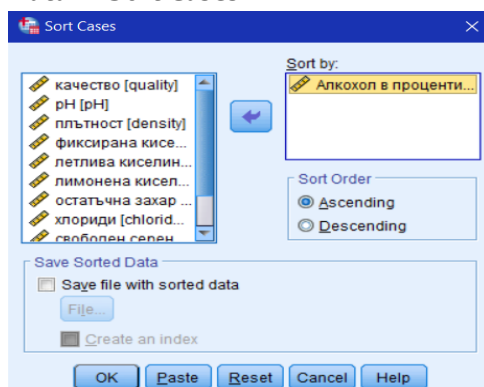 Sort Cases
качество [quality]
pH [pH]
плътност [density]
фиксирана кисе...
летлива киселин...
лимонена кисел...
остатъчна захар ...
хлориди [chlorid...
свободен серен
Sort by:
Алкохол в проценти...
Sort Order
Ascending
Descending
Save Sorted Data
Save file with sorted data
File...
Create an index
OK Paste Reset Cancel Help